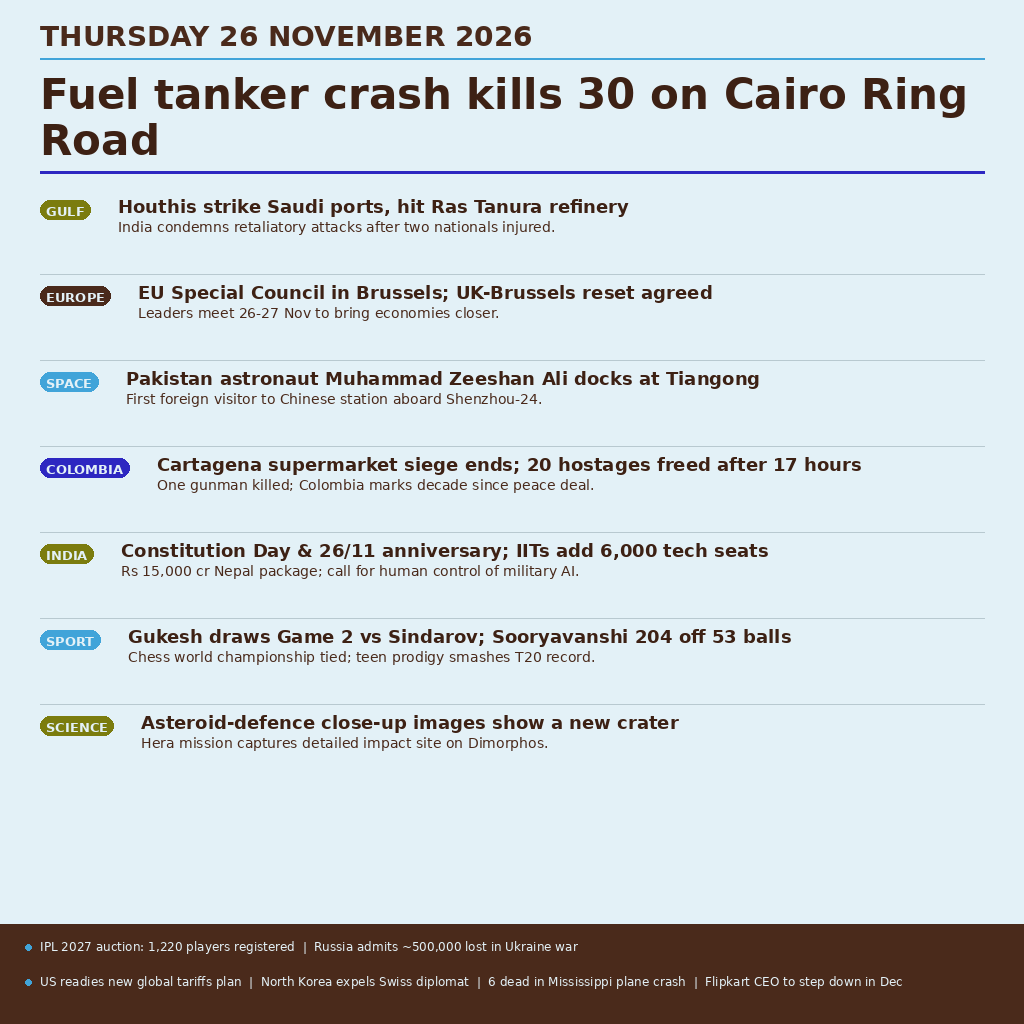 THURSDAY 26 NOVEMBER 2026
Fuel tanker crash kills 30 on Cairo Ring
Road
GULF
Houthis strike Saudi ports, hit Ras Tanura refinery
India condemns retaliatory attacks after two nationals injured.
EUROPE
EU Special Council in Brussels; UK-Brussels reset agreed
Leaders meet 26-27 Nov to bring economies closer.
SPACE
Pakistan astronaut Muhammad Zeeshan Ali docks at Tiangong
First foreign visitor to Chinese station aboard Shenzhou-24.
COLOMBIA
Cartagena supermarket siege ends; 20 hostages freed after 17 hours
One gunman killed; Colombia marks decade since peace deal.
INDIA
Constitution Day & 26/11 anniversary; IITs add 6,000 tech seats
Rs 15,000 cr Nepal package; call for human control of military AI.
SPORT
Gukesh draws Game 2 vs Sindarov; Sooryavanshi 204 off 53 balls
Chess world championship tied; teen prodigy smashes T20 record.
SCIENCE
Asteroid-defence close-up images show a new crater
Hera mission captures detailed impact site on Dimorphos.
IPL 2027 auction: 1,220 players registered | Russia admits ~500,000 lost in Ukraine war
US readies new global tariffs plan | North Korea expels Swiss diplomat | 6 dead in Mississippi plane crash | Flipkart CEO to step down in Dec